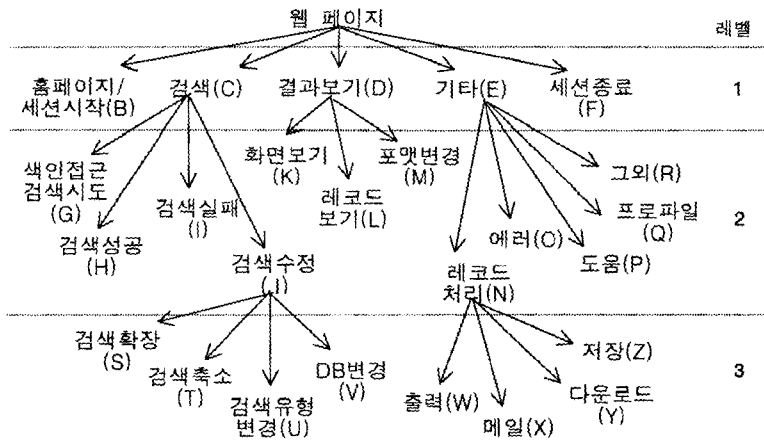 웹 페이지
레벨
홈페이지/
세션시작(B)
검색(C)
결과보기(D)
기타(E)
세션종료
(F)
1
색인접근
검색시도
(G)
검색성공
(H)
검색실패
(I)
검색수정
(J)
화면보기
(K)
레코드
보기(L)
포맷변경
(M)
레코드
처리(N)
에러(O)
도움(P)
프로파일
(Q)
그외(R)
2
검색확장
(S)
검색축소
(T)
검색유형
변경(U)
DB변경
(V)
출력(W)
메일(X)
다운로드
(Y)
저장(Z)
3